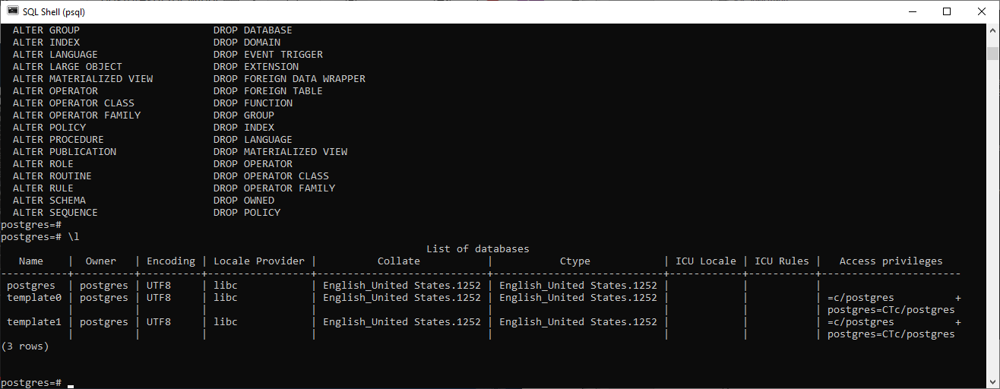 SQL Shell (psql)
  ALTER GROUP                      DROP DATABASE
  ALTER INDEX                      DROP DOMAIN
  ALTER LANGUAGE                   DROP EVENT TRIGGER
  ALTER LARGE OBJECT               DROP EXTENSION
  ALTER MATERIALIZED VIEW          DROP FOREIGN DATA WRAPPER
  ALTER OPERATOR                   DROP FOREIGN TABLE
  ALTER OPERATOR CLASS             DROP FUNCTION
  ALTER OPERATOR FAMILY            DROP GROUP
  ALTER POLICY                     DROP INDEX
  ALTER PROCEDURE                  DROP LANGUAGE
  ALTER PUBLICATION                DROP MATERIALIZED VIEW
  ALTER ROLE                       DROP OPERATOR
  ALTER ROUTINE                    DROP OPERATOR CLASS
  ALTER RULE                       DROP OPERATOR FAMILY
  ALTER SCHEMA                     DROP OWNED
  ALTER SEQUENCE                   DROP POLICY
postgres=#
postgres=# \l
                                                                      List of databases
   Name    |  Owner   | Encoding | Locale Provider |          Collate           |           Ctype            | ICU Locale | ICU Rules |   Access privileges
-----------+----------+----------+-----------------+----------------------------+----------------------------+------------+-----------+-----------------------
 postgres  | postgres | UTF8     | libc            | English_United States.1252 | English_United States.1252 |            |           |
 template0 | postgres | UTF8     | libc            | English_United States.1252 | English_United States.1252 |            |           | =c/postgres          +
           |          |          |                 |                            |                            |            |           | postgres=CTc/postgres
 template1 | postgres | UTF8     | libc            | English_United States.1252 | English_United States.1252 |            |           | =c/postgres          +
           |          |          |                 |                            |                            |            |           | postgres=CTc/postgres
(3 rows)
postgres=#